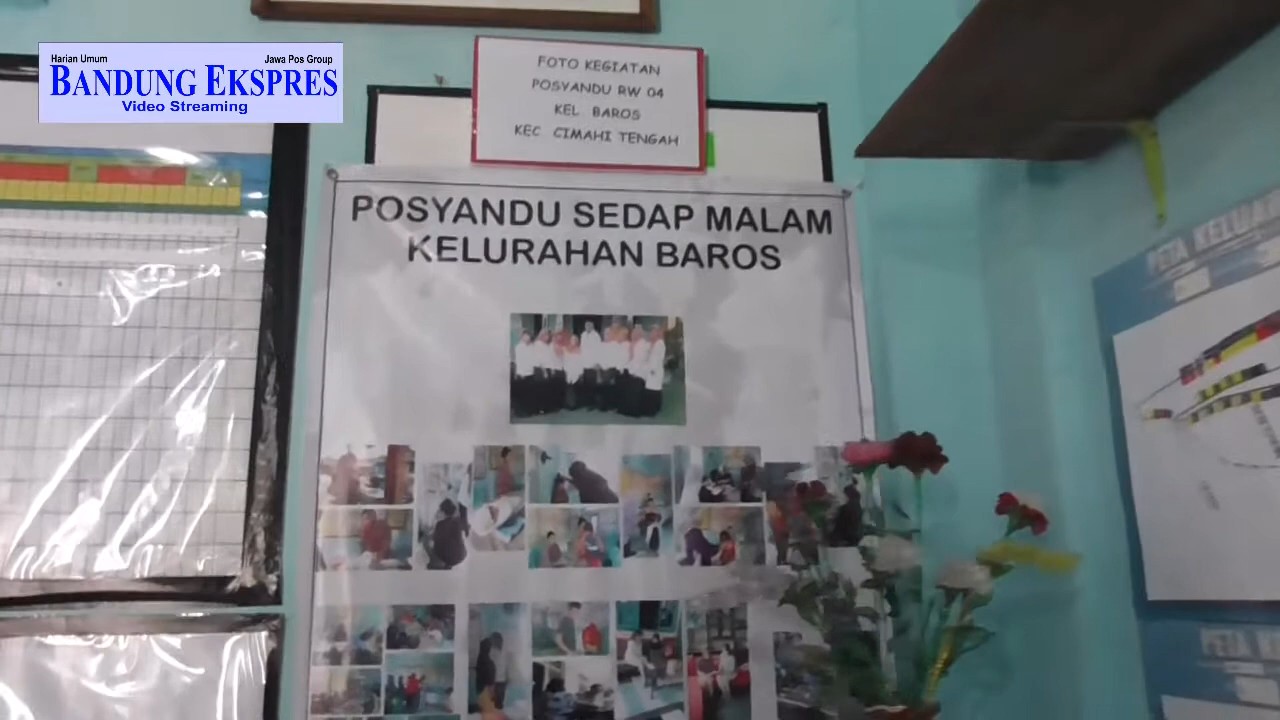 Harian Umum
Jawa Pos Group
BANDUNG EKSPRES
Video Streaming
FOTO KEGIATAN
POSYANDU RW 04
KEL BAROS
KEC CIMAHI TENGAH
POSYANDU SEDAP MALAM
KELURAHAN BAROS
PETA